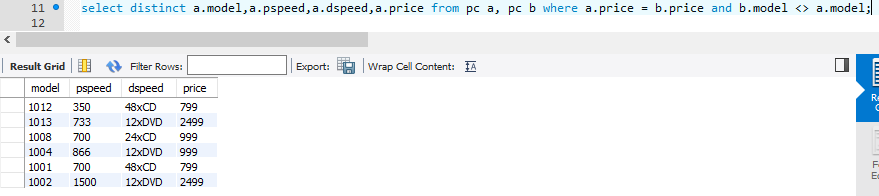 11 select distinct a.model,a.pspeed,a.dspeed,a.price from pc a, pc b where a.price = b.price and b.model <> a.model;
12
Result Grid Filter Rows: Export: Wrap Cell Content: IA
model pspeed dspeed price
1012 350 48xCD 799
1013 733 12xDVD 2499
1008 700 24xCD 999
1004 866 12xDVD 999
1001 700 48xCD 799
1002 1500 12xDVD 2499